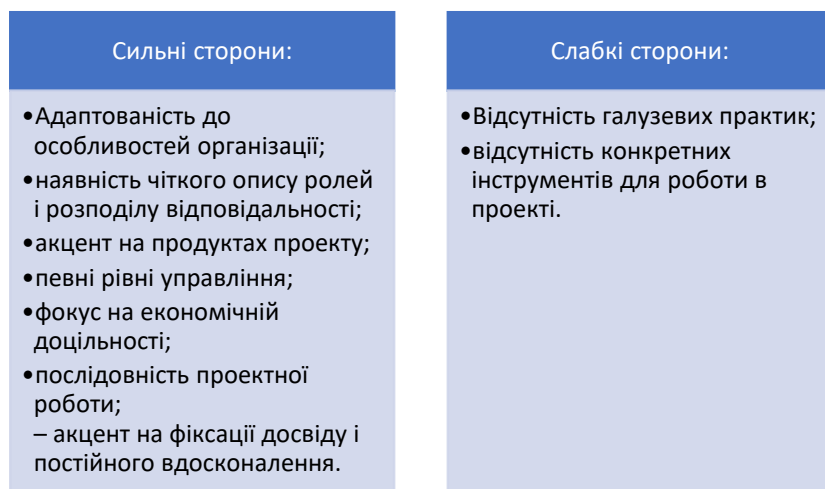 Сильні сторони:
•Адаптованість до
особливостей організації;
•наявність чіткого опису ролей
і розподілу відповідальності;
•акцент на продуктах проекту;
•певні рівні управління;
•фокус на економічній
доцільності;
•послідовність проектної
роботи;
– акцент на фіксації досвіду і
постійного вдосконалення.
Слабкі сторони:
•Відсутність галузевих практик;
•відсутність конкретних
інструментів для роботи в
проекті.